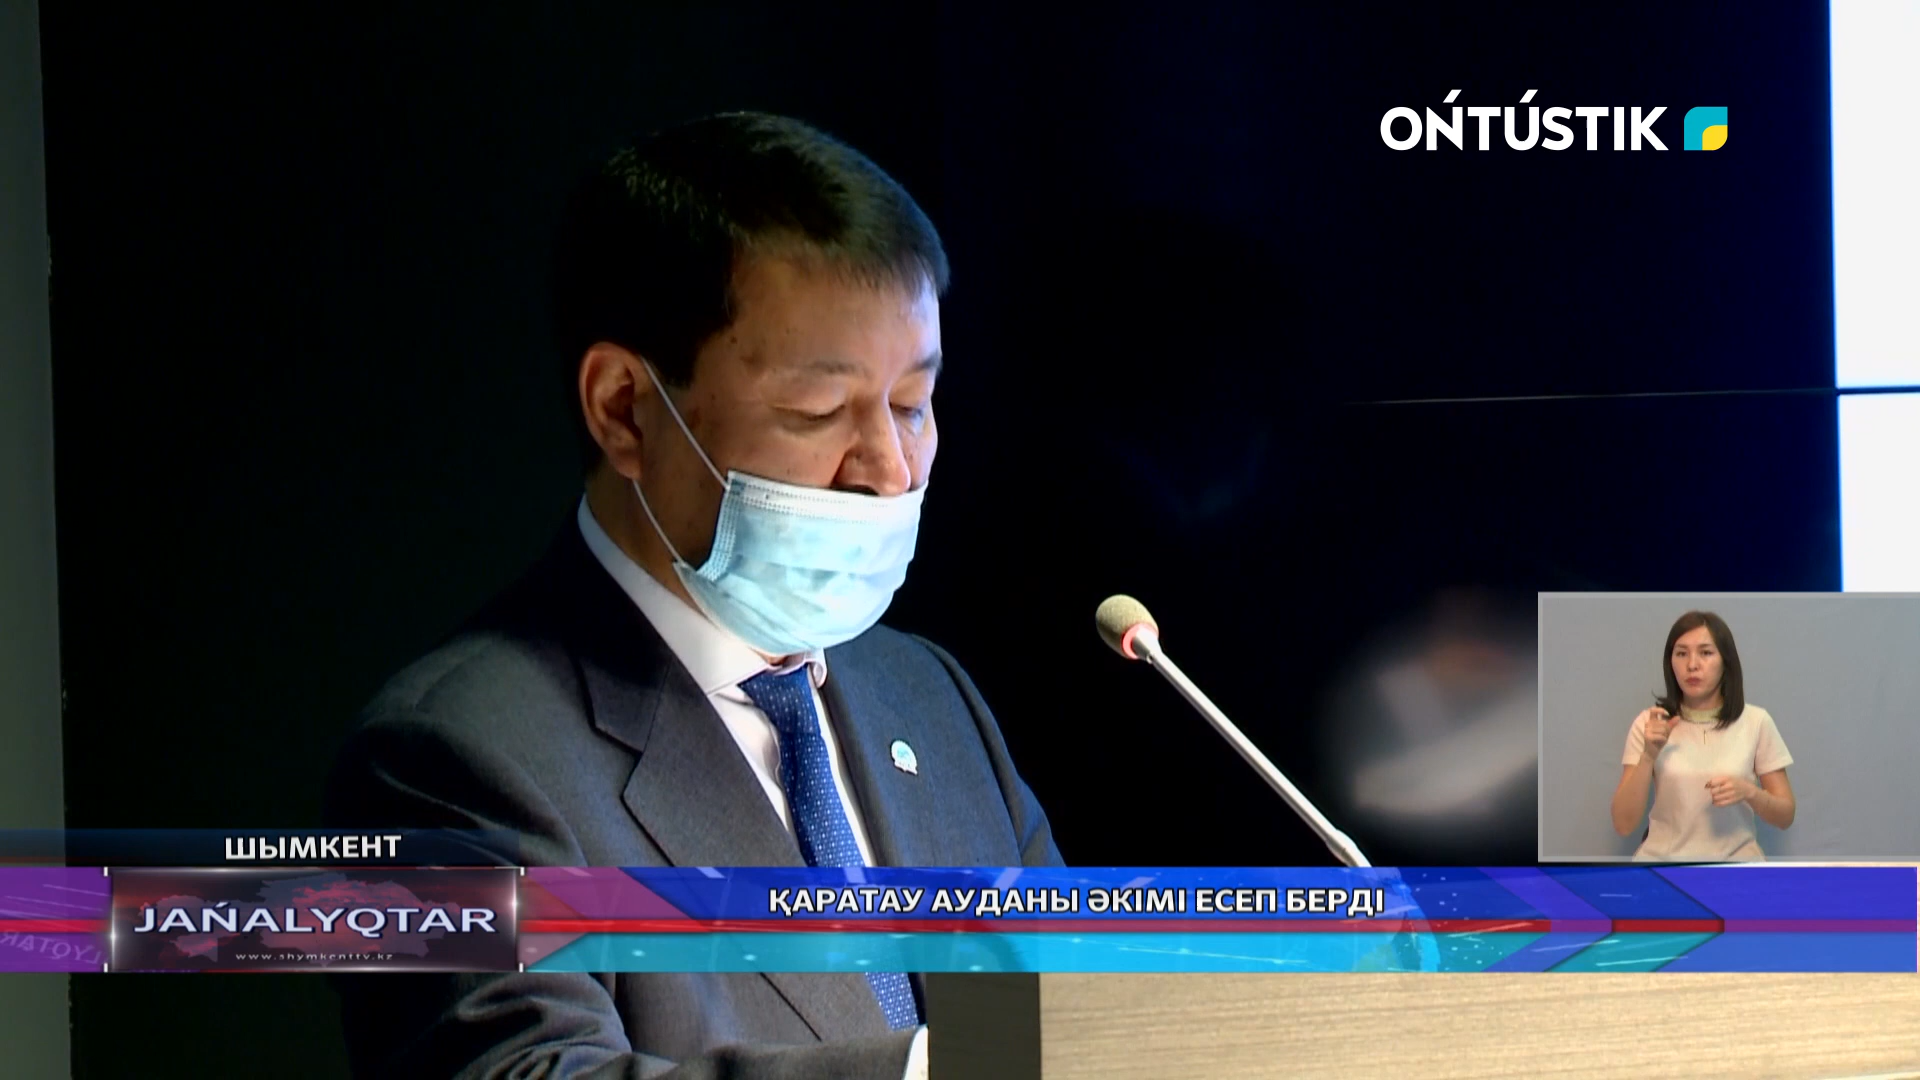 OŃTÚSTIK
ШЫМКЕНТ
JAŃALYQTAR
www.shymkenttv.kz
ҚАРАТАУ АУДАНЫ ӘКІМІ ЕСЕП БЕРДІ